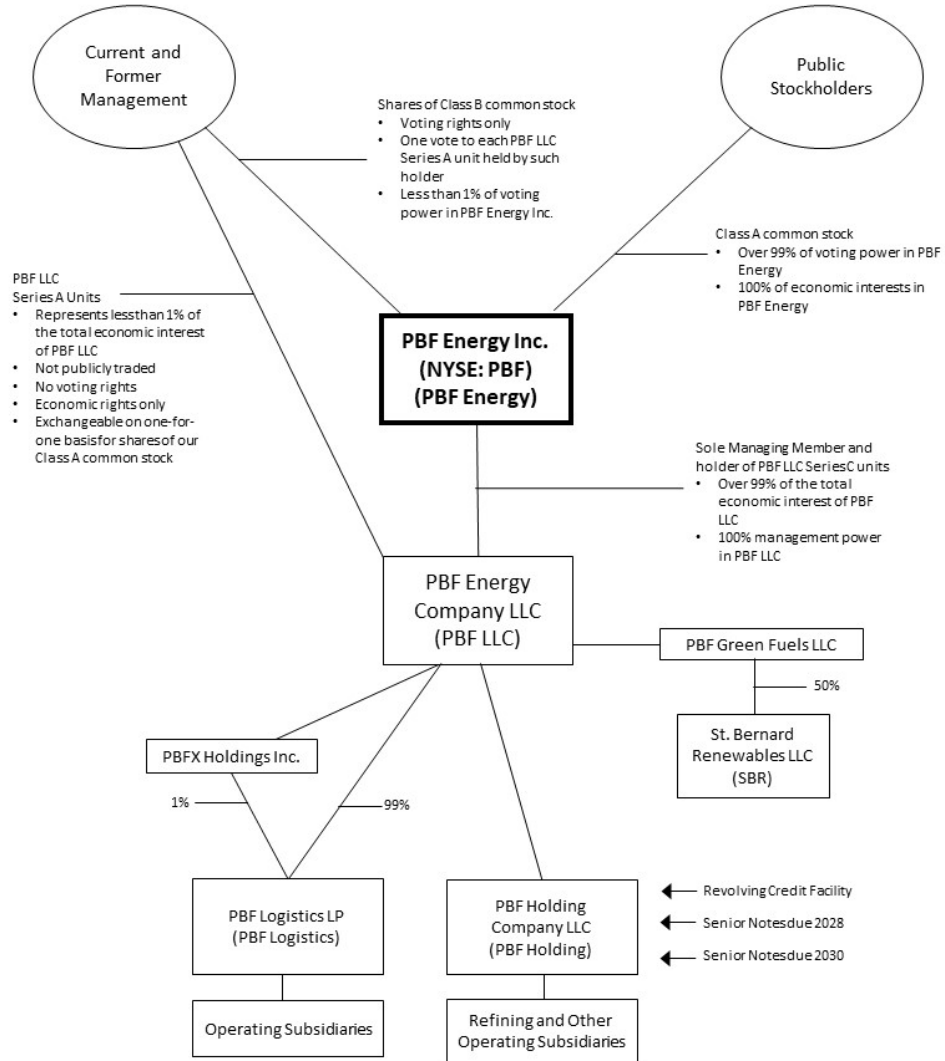 Current and
Former
Management
Public
Stockholders
Shares of Class B common stock
• Voting rights only
• One vote to each PBF LLC
Series A unit held by such
holder
• Less than 1% of voting
power in PBF Energy Inc.
Class A common stock
• Over 99% of voting power in PBF
Energy
• 100% of economic interests in
PBF Energy
PBF LLC
Series A Units
• Represents less than 1% of
the total economic interest
of PBF LLC
• Not publicly traded
• No voting rights
• Economic rights only
• Exchangeable on one-for-
one basis for shares of our
Class A common stock
PBF Energy Inc.
(NYSE: PBF)
(PBF Energy)
Sole Managing Member and
holder of PBF LLC Series C units
• Over 99% of the total
economic interest of PBF
LLC
• 100% management power
in PBF LLC
PBF Energy
Company LLC
(PBF LLC)
PBF Green Fuels LLC
50%
St. Bernard
Renewables LLC
(SBR)
PBFX Holdings Inc.
1%
99%
PBF Logistics LP
(PBF Logistics)
PBF Holding
Company LLC
(PBF Holding)
Revolving Credit Facility
Senior Notes due 2028
Senior Notes due 2030
Operating Subsidiaries
Refining and Other
Operating Subsidiaries